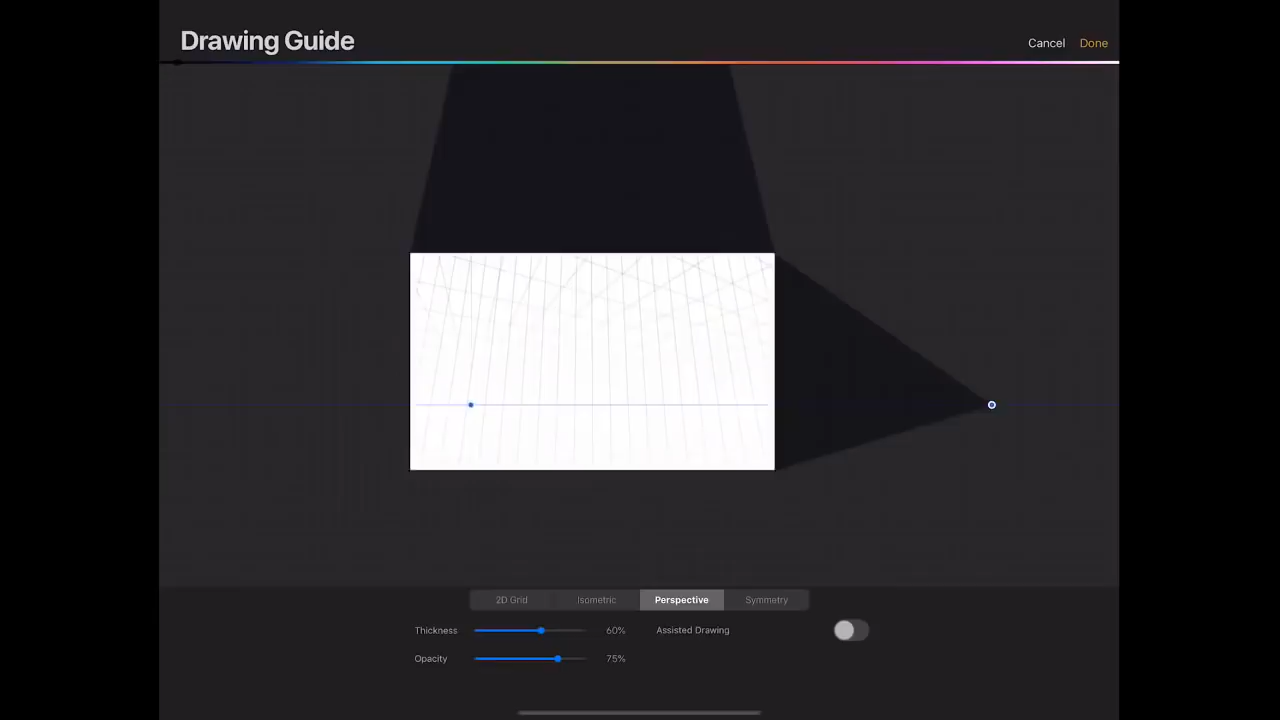 Drawing Guide
Cancel Done
2D Grid Isometric Perspective Symmetry
Thickness 60% Assisted Drawing
Opacity 75%